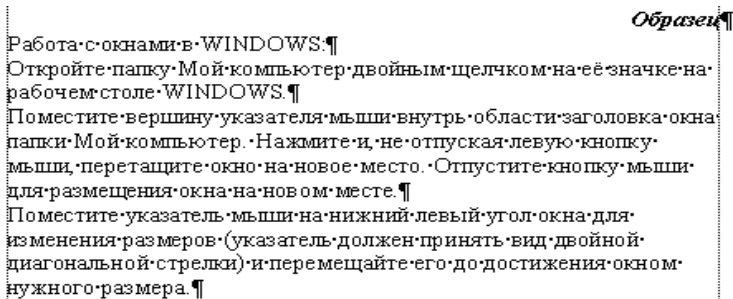 Образец¶
Работа·с·окнами·в·WINDOWS:¶
Откройте·папку·Мой·компьютер·двойным·щелчком·на·её·значке·на·
рабочем·столе·WINDOWS.¶
Поместите·вершину·указателя·мыши·внутрь·области·заголовка·окна·
папки·Мой·компьютер.·Нажмите·и,·не·отпуская·левую·кнопку·
мыши,·перетащите·окно·на·новое·место.·Отпустите·кнопку·мыши·
для·размещения·окна·на·новом·месте.¶
Поместите·указатель·мыши·на·нижний·левый·угол·окна·для·
изменения·размеров·(указатель·должен·принять·вид·двойной·
диагональной·стрелки)·и·перемещайте·его·до·достижения·окном·
нужного·размера.¶